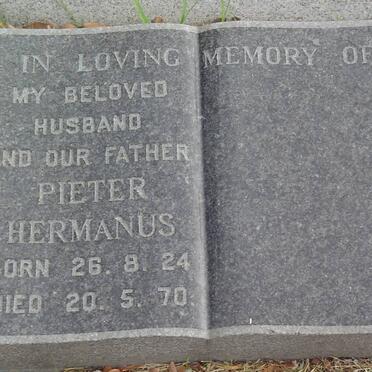 IN LOVING MEMORY OF
MY BELOVED
HUSBAND
ND OUR FATHER
PIETER
HERMANUS
BORN 26. 8. 24
DIED 20. 5. 70.